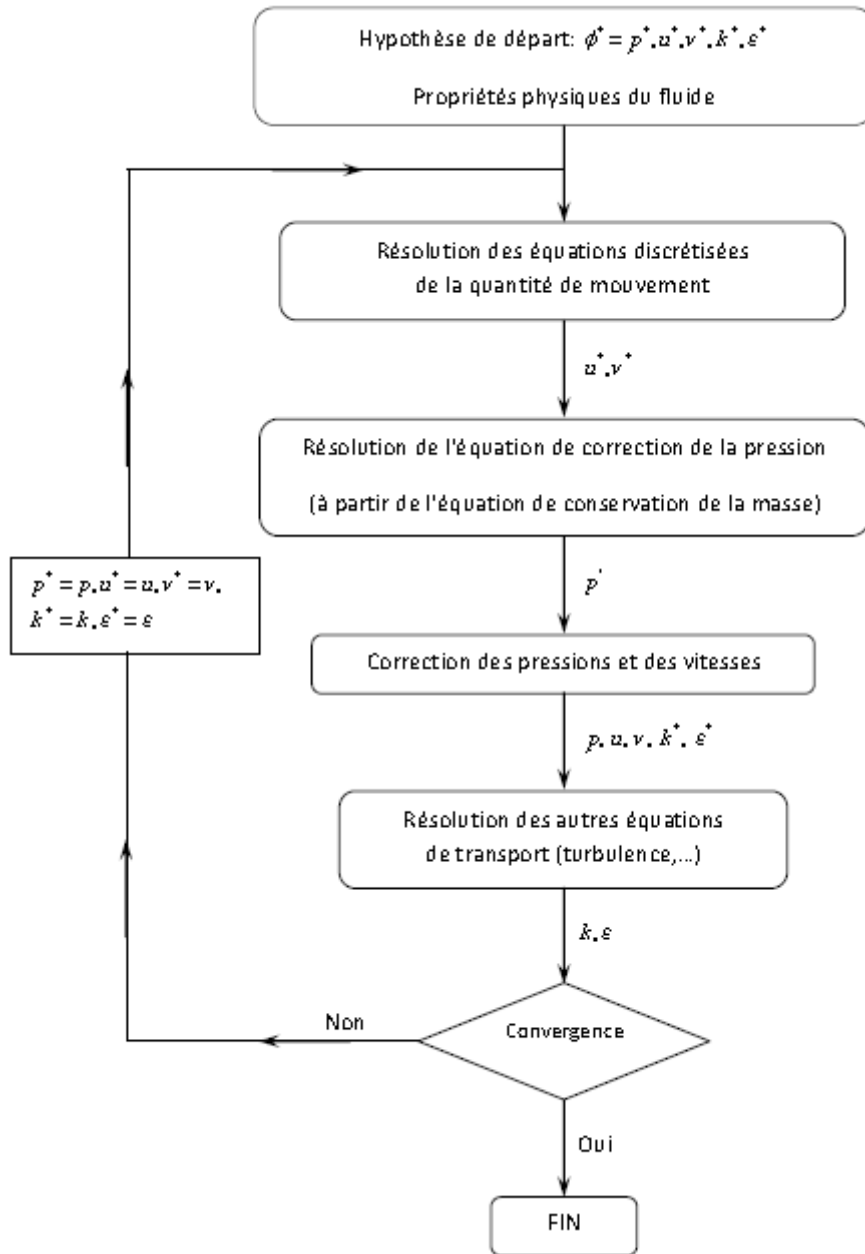 Hypothèse de départ: ϕ⁺ = p⁺.u⁺.v⁺.k⁺.ε⁺
Propriétés physiques du fluide
Résolution des équations discrétisées
de la quantité de mouvement
u⁺.v⁺
Résolution de l'équation de correction de la pression
(à partir de l'équation de conservation de la masse)
p⁺ = p.u⁺ = u.v⁺ = v.
k⁺ = k.ε⁺ = ε
p'
Correction des pressions et des vitesses
p. u. v. k⁺. ε⁺
Résolution des autres équations
de transport (turbulence,...)
k.ε
Non
Convergence
Oui
FIN